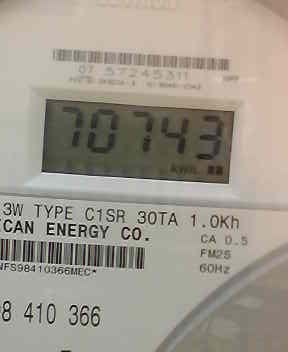 07 57245311
70743
KWH
3W TYPE C1SR 30TA 1.0Kh
CAN ENERGY CO.
CA 0.5
FM2S
NFS98410366MEC*
60Hz
8 410 366